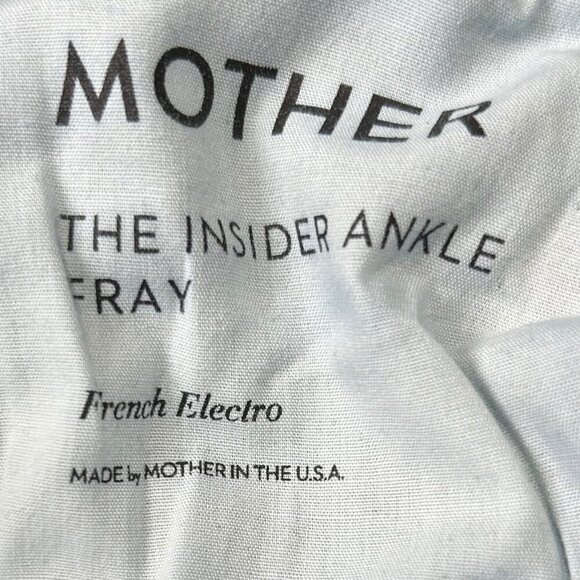 MOTHER
THE INSIDER ANKLE
FRAY
French Electro
MADE by MOTHER IN THE U.S.A.